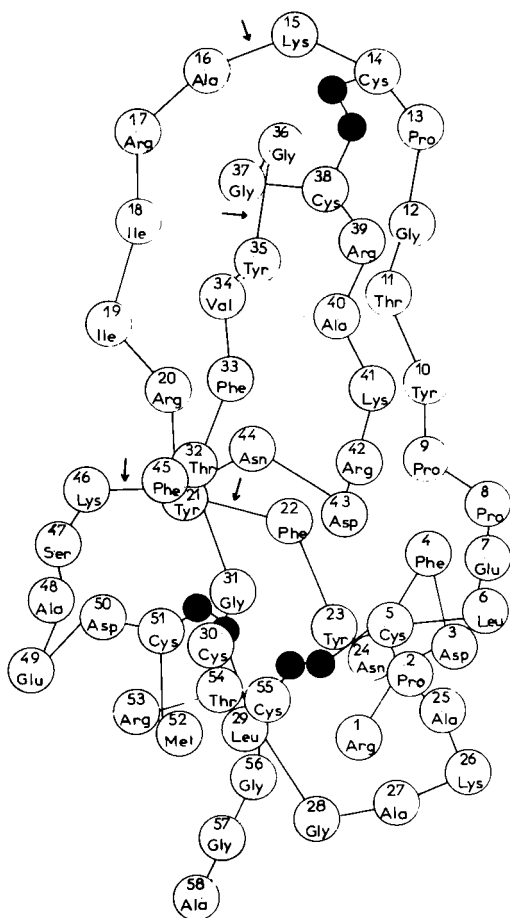 15
Lys
16
Ala
14
Cys
17
Arg
13
Pro
36
Gly
37
Gly
38
Cys
18
Ile
12
Gly
39
Arg
35
Tyr
11
Thr
34
Val
40
Ala
19
Ile
33
Phe
41
Lys
10
Tyr
20
Arg
44
Asn
42
Arg
9
Pro
32
Thr
45
Phe
46
Lys
21
Tyr
8
Pro
43
Asp
22
Phe
47
Ser
4
Phe
7
Glu
31
Gly
48
Ala
6
Leu
50
Asp
51
Cys
23
Tyr
5
Cys
3
Asp
30
Cys
24
Asn
49
Glu
2
Pro
54
Thr
55
Cys
53
Arg
25
Ala
52
Met
29
Leu
1
Arg
56
Gly
26
Lys
27
Ala
28
Gly
57
Gly
58
Ala